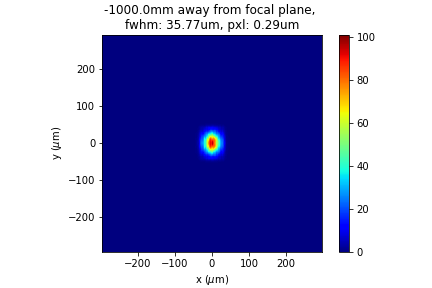 -1000.0mm away from focal plane,
fwhm: 35.77um, pxl: 0.29um
100
80
60
40
20
0
200
100
0
−100
−200
y (μm)
−200 −100 0 100 200
x (μm)